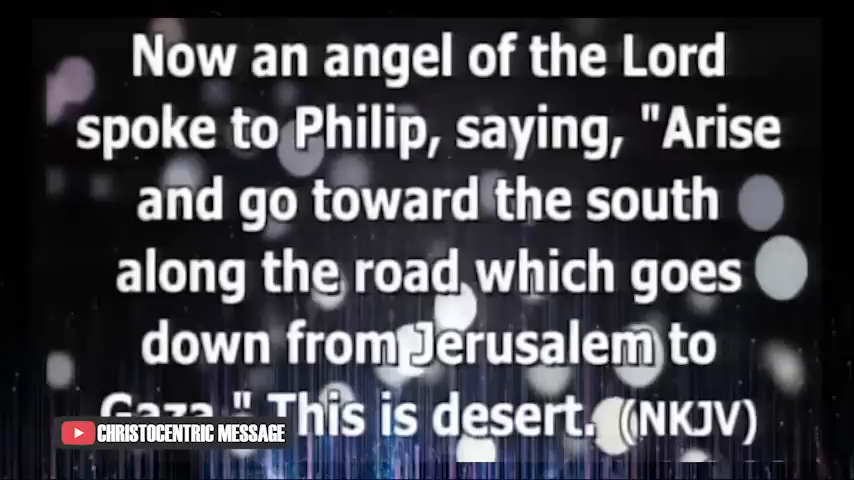 Now an angel of the Lord
spoke to Philip, saying, "Arise
and go toward the south
along the road which goes
down from Jerusalem to
Gaza." This is desert. (NKJV)
CHRISTOCENTRIC MESSAGE